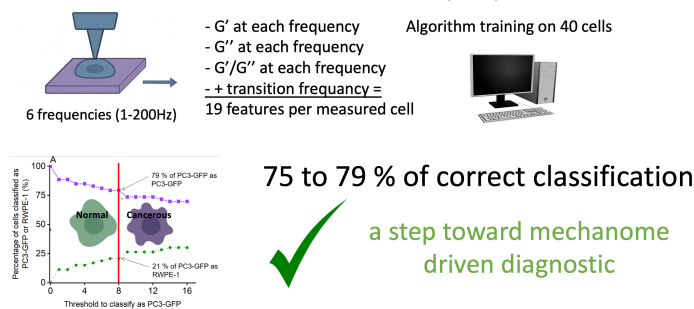 - G' at each frequency
- G'' at each frequency
- G'/G'' at each frequency
- + transition frequancy =
19 features per measured cell
Algorithm training on 40 cells
6 frequencies (1-200Hz)
A
Percentage of cells classified as
PC3-GFP or RWPE-1 (%)
100
75
50
25
0
79 % of PC3-GFP as
PC3-GFP
Normal
Cancerous
21 % of PC3-GFP as
RWPE-1
0
4
8
12
16
Threshold to classify as PC3-GFP
75 to 79 % of correct classification
a step toward mechanome
driven diagnostic